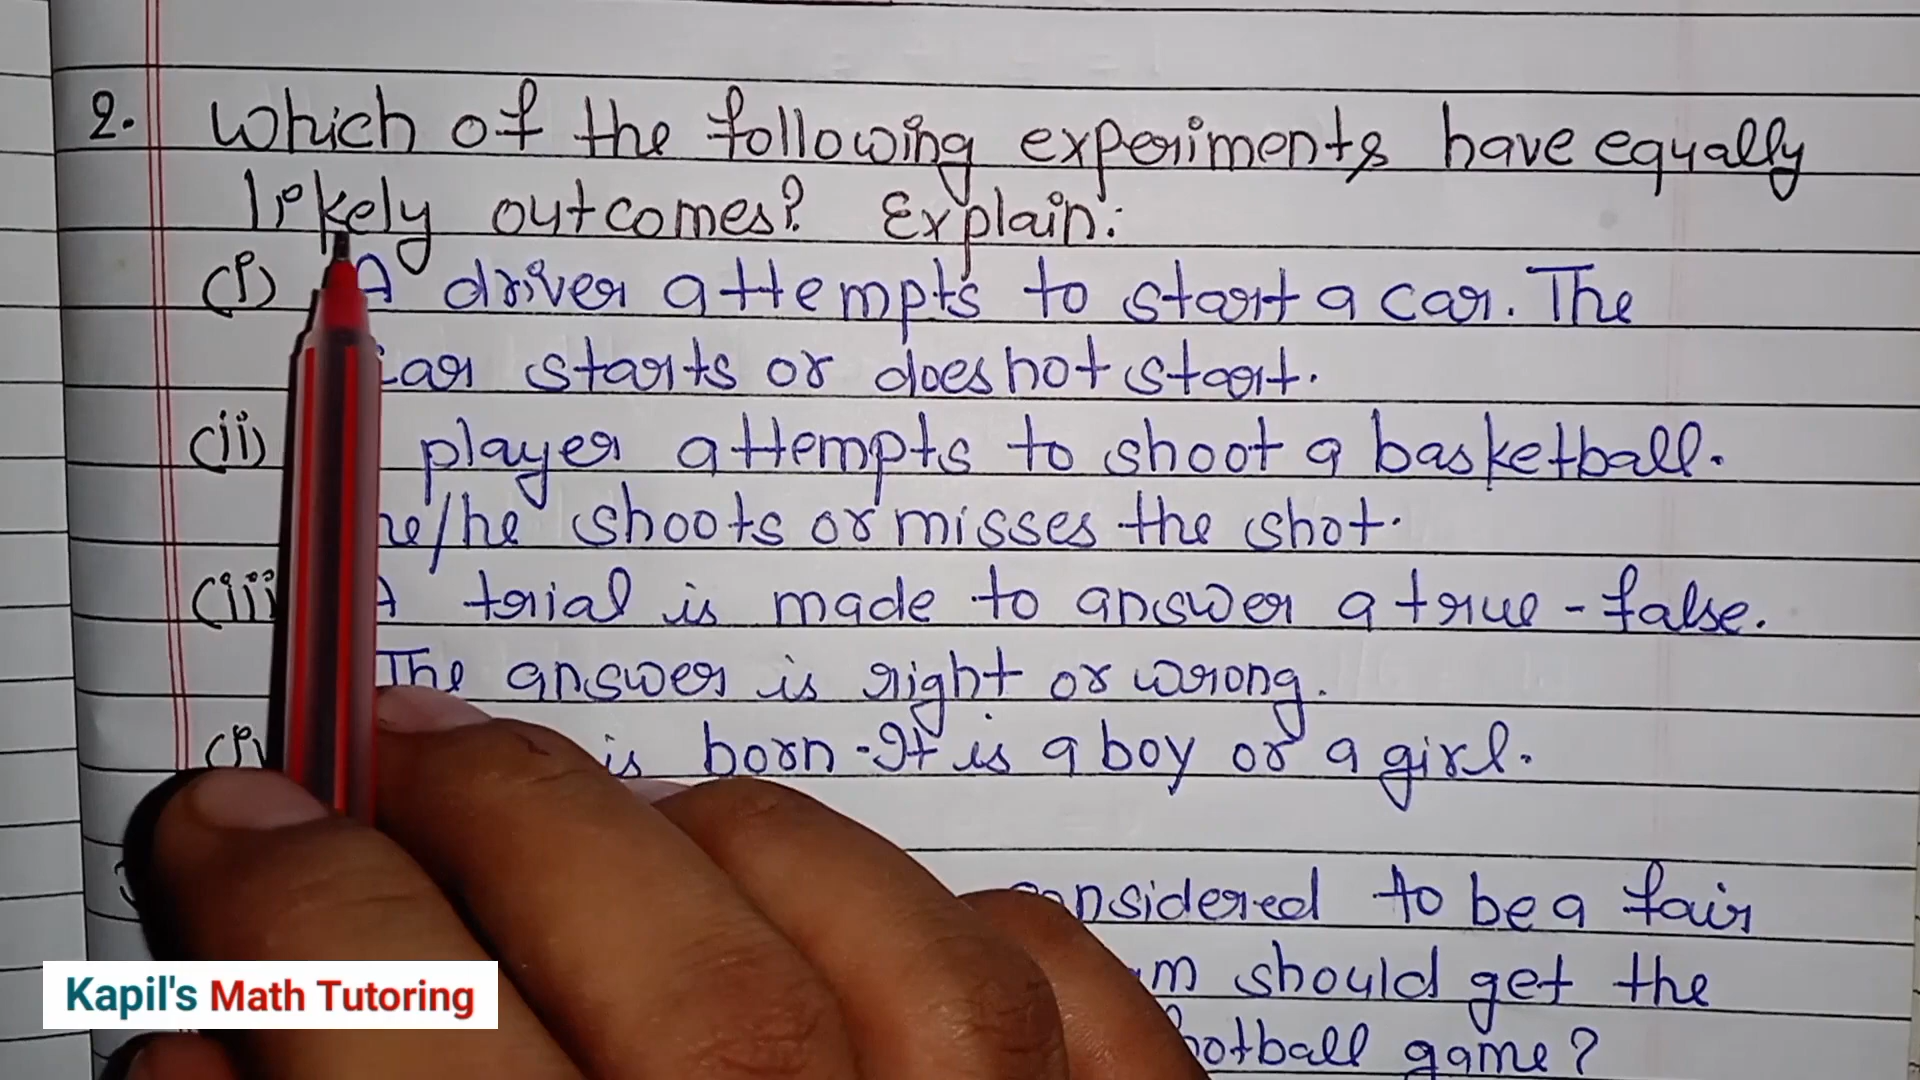 2. Which of the following experiments have equally
likely outcomes? Explain:
(i) A driver attempts to start a car. The
car starts or does not start.
(ii) player attempts to shoot a basketball.
he/he shoots or misses the shot.
(iii A trial is made to answer a true-false.
The answer is right or wrong.
(iv is born. It is a boy or a girl.
onsidered to be a fair
m should get the
ootball game?
Kapil's Math Tutoring